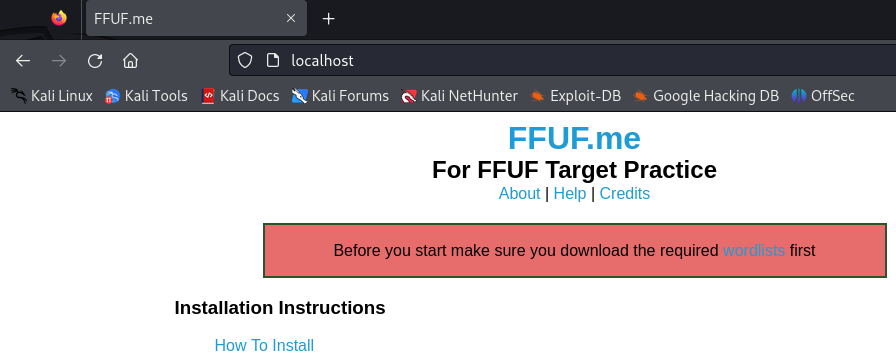 FFUF.me
localhost
Kali Linux Kali Tools Kali Docs Kali Forums Kali NetHunter Exploit-DB Google Hacking DB OffSec
FFUF.me
For FFUF Target Practice
About | Help | Credits
Before you start make sure you download the required wordlists first
Installation Instructions
How To Install